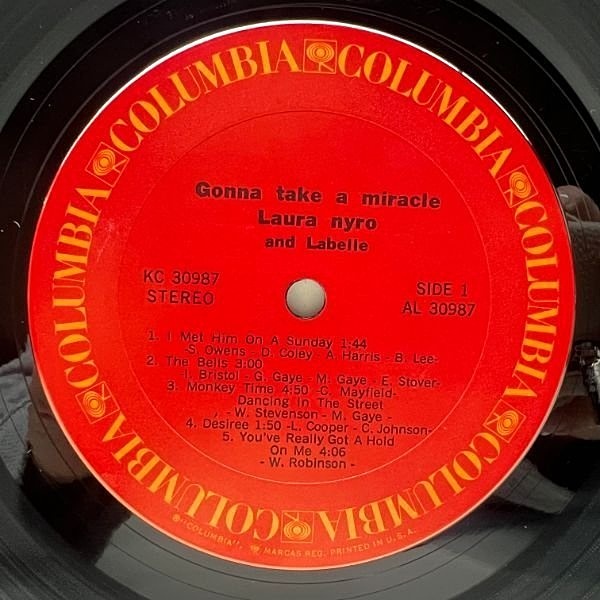 COLUMBIA COLUMBIA COLUMBIA COLUMBIA COLUMBIA COLUMBIA
Gonna take a miracle
Laura nyro
and Labelle
KC 30987
STEREO
SIDE 1
AL 30987
1. I Met Him On A Sunday 1:44
-S. Owens - D. Coley- A. Harris - B. Lee-
2. The Bells 3:00
-I. Bristol - G. Gaye - M. Gaye - E. Stover-
3. Monkey Time 4:50 -C. Mayfield-
Dancing In The Street
- W. Stevenson - M. Gaye -
4. Desiree 1:50 -L. Cooper - C. Johnson-
5. You've Really Got A Hold
On Me 4:06
- W. Robinson -
℗"COLUMBIA", MARCAS REG. PRINTED IN U.S.A.